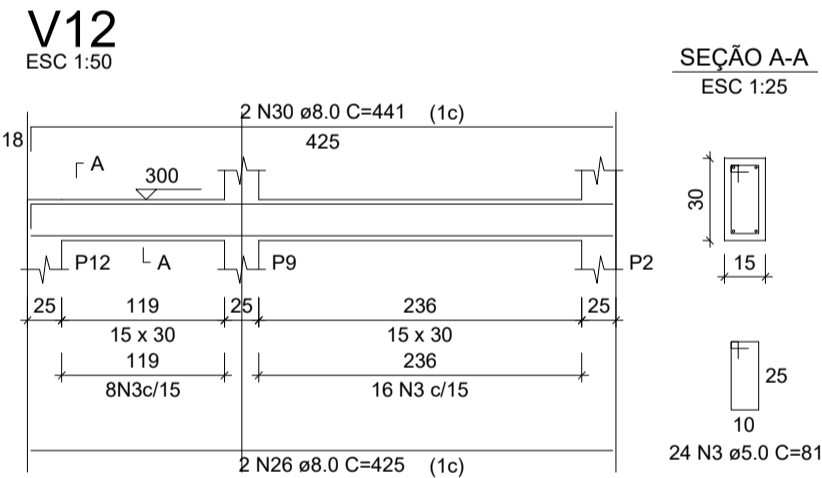 V12
ESC 1:50
SEÇÃO A-A
ESC 1:25
2 N30 ø8.0 C=441 (1c)
18
425
A
300
30
15
P12
A
P9
P2
25
119
25
236
25
15 x 30
15 x 30
119
236
8N3c/15
16 N3 c/15
25
10
24 N3 ø5.0 C=81
2 N26 ø8.0 C=425 (1c)